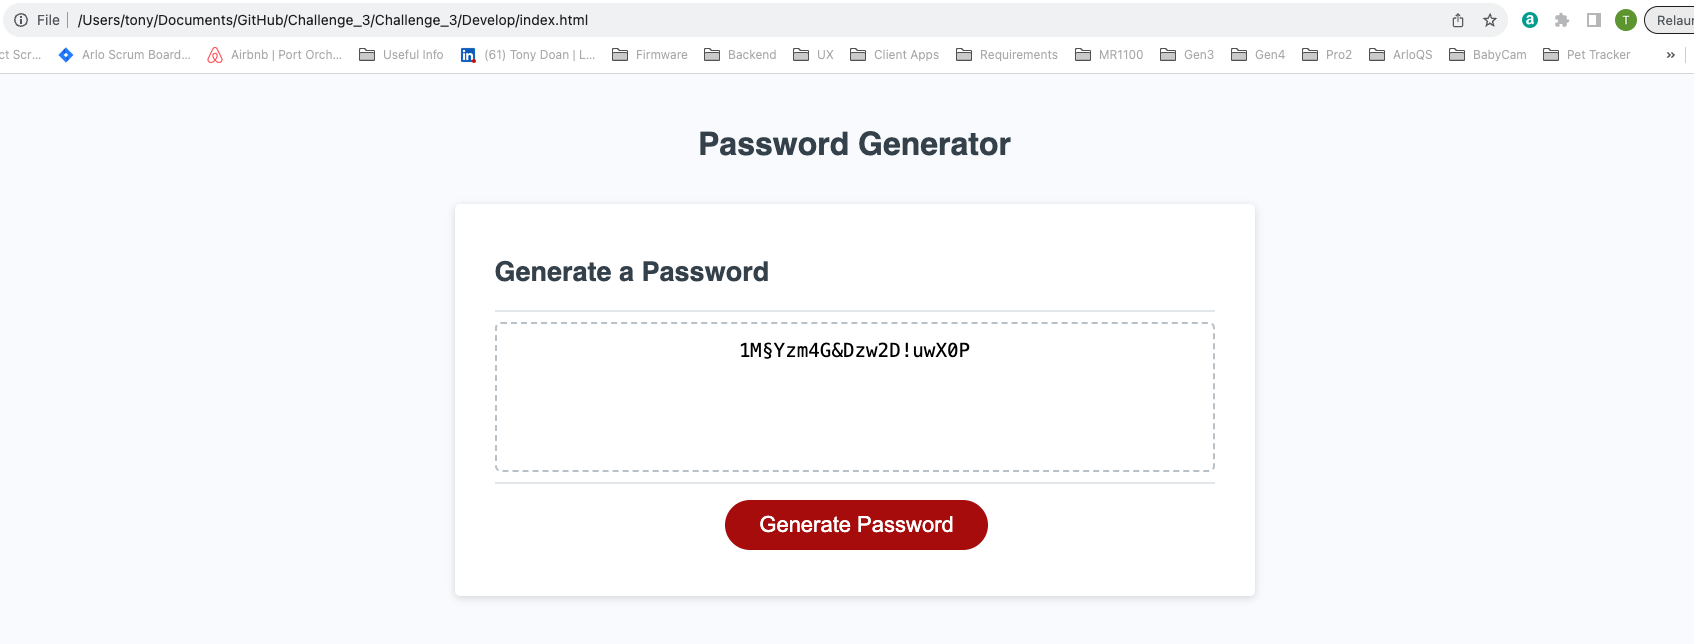 File /Users/tony/Documents/GitHub/Challenge_3/Challenge_3/Develop/index.html a T Relaun
ct Scr... Arlo Scrum Board... Airbnb | Port Orch... Useful Info in (61) Tony Doan | L... Firmware Backend UX Client Apps Requirements MR1100 Gen3 Gen4 Pro2 ArloQS BabyCam Pet Tracker »
Password Generator
Generate a Password
1M§Yzm4G&Dzw2D!uwX0P
Generate Password